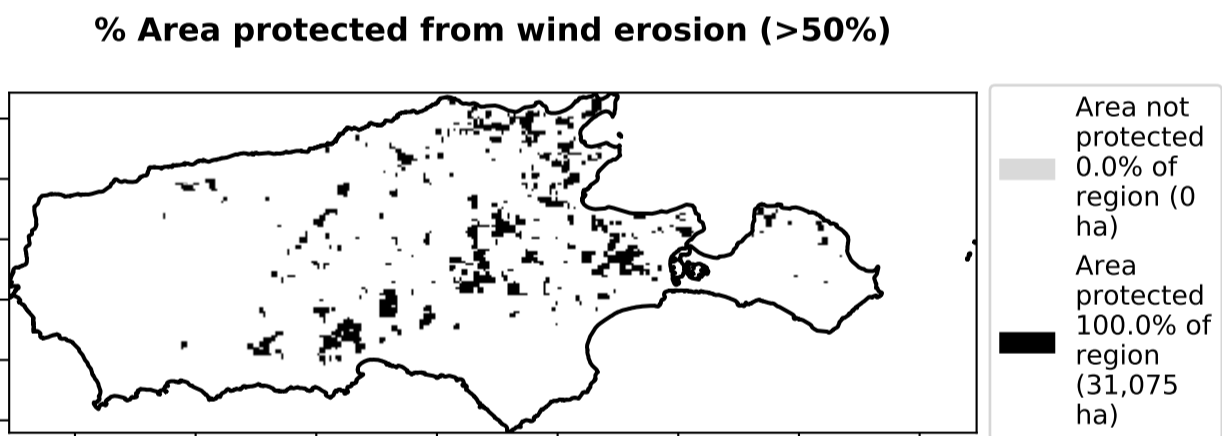 % Area protected from wind erosion (>50%)
Area not
protected
0.0% of
region (0
ha)
Area
protected
100.0% of
region
(31,075
ha)